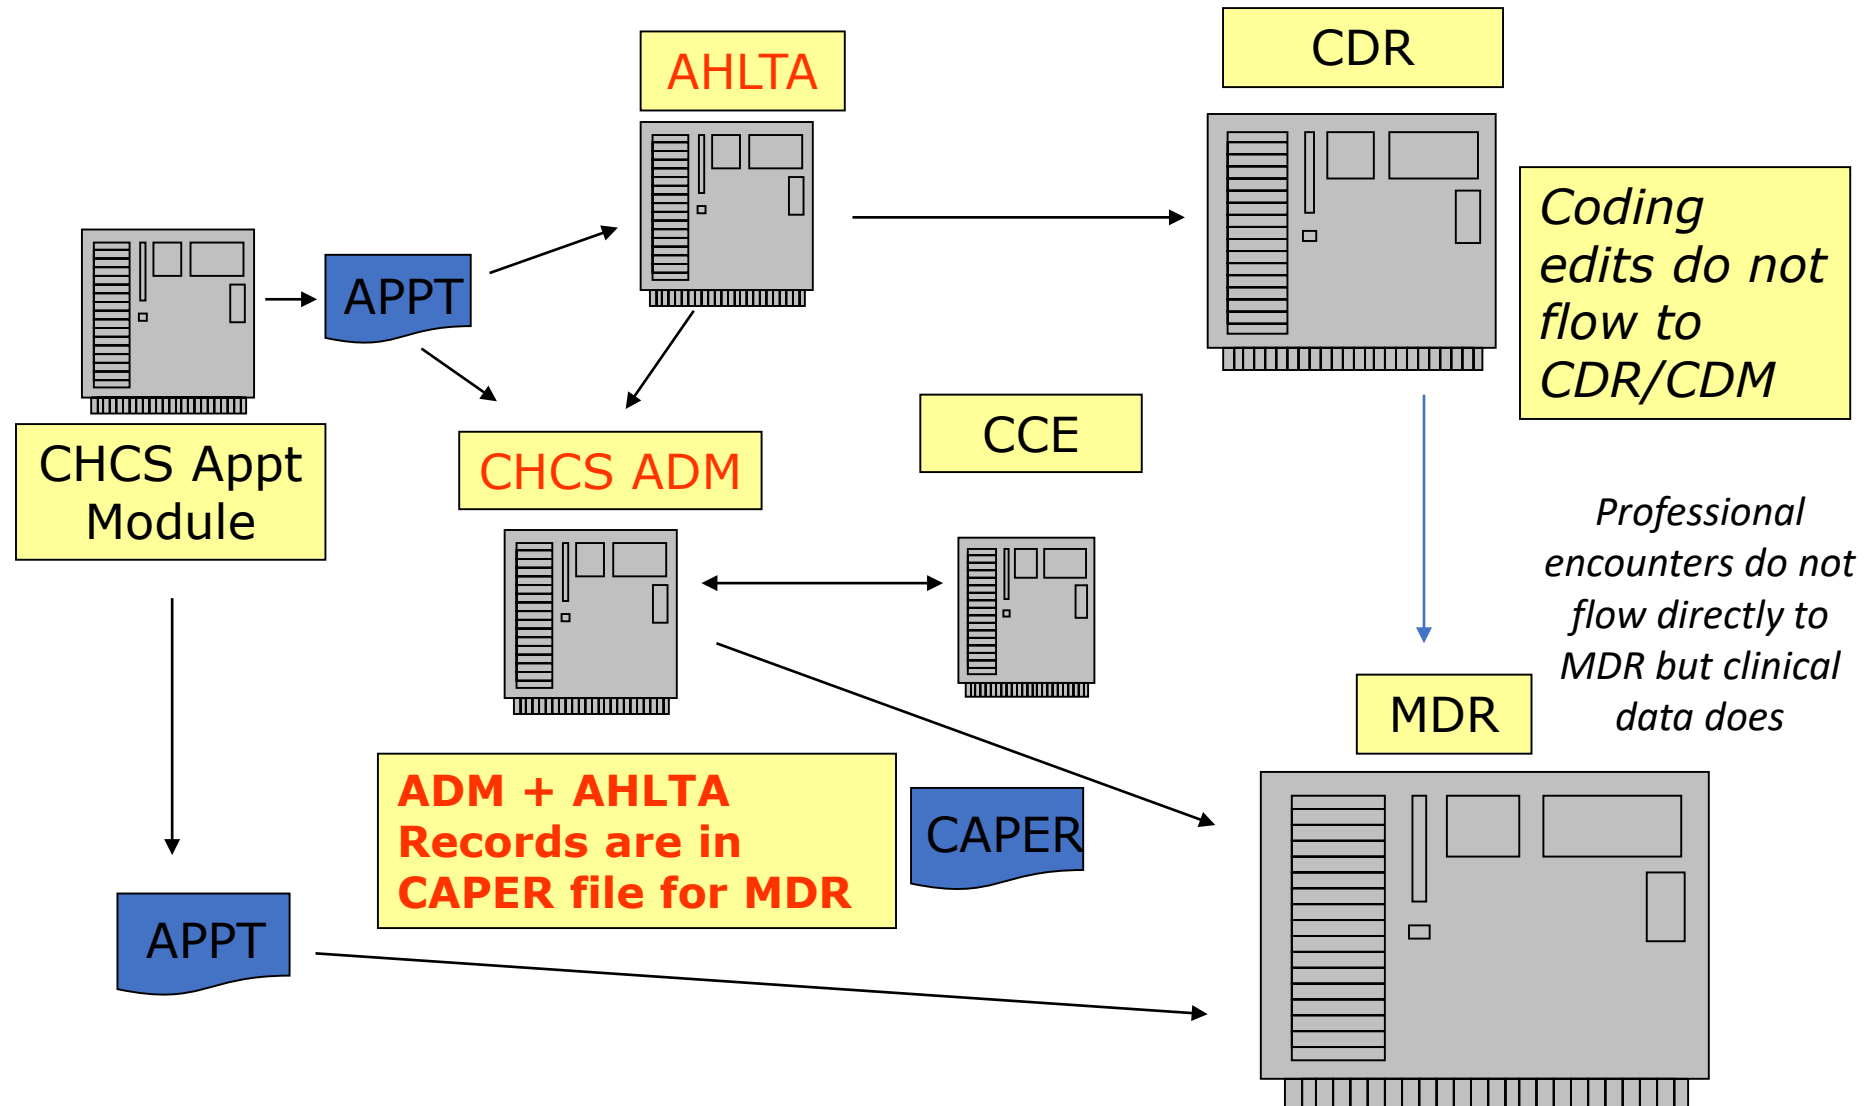 AHLTA
CDR
Coding
edits do not
flow to
CDR/CDM
APPT
CHCS Appt
Module
CHCS ADM
CCE
Professional
encounters do not
flow directly to
MDR but clinical
data does
MDR
ADM + AHLTA
Records are in
CAPER file for MDR
CAPER
APPT